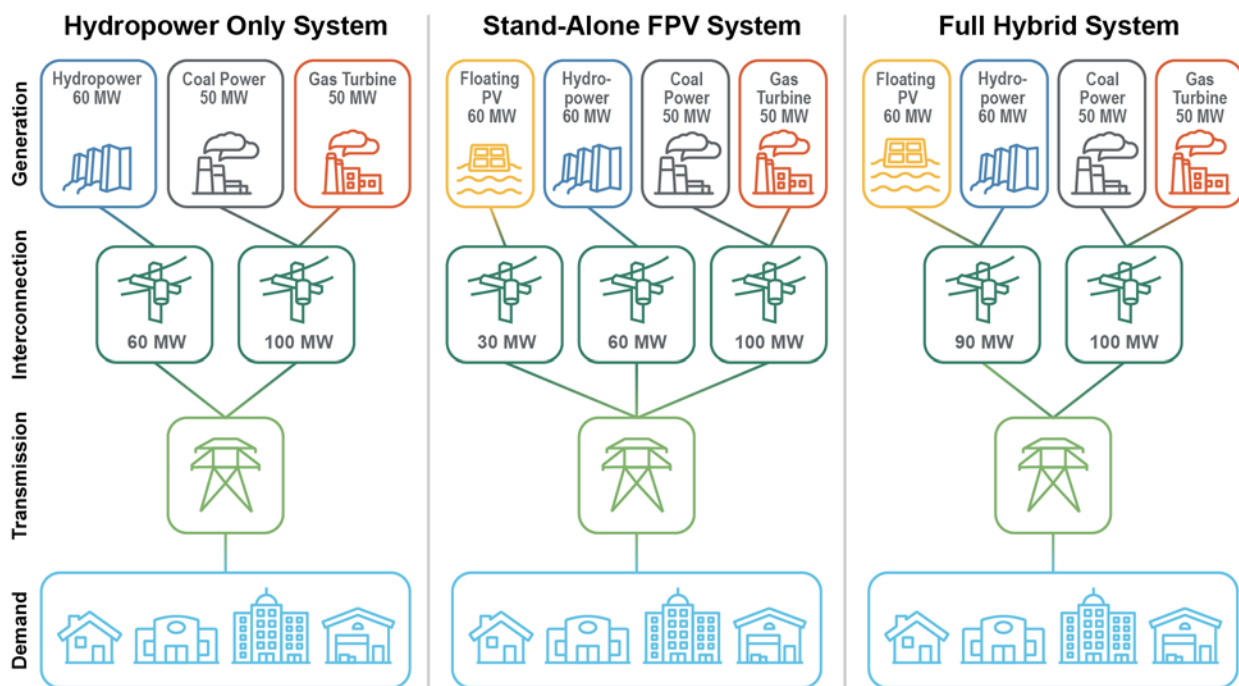 Hydropower Only System
Stand-Alone FPV System
Full Hybrid System
Generation
Hydropower
60 MW
Coal Power
50 MW
Gas Turbine
50 MW
Floating
PV
60 MW
Hydro-
power
60 MW
Coal
Power
50 MW
Gas
Turbine
50 MW
Floating
PV
60 MW
Hydro-
power
60 MW
Coal
Power
50 MW
Gas
Turbine
50 MW
Interconnection
60 MW
100 MW
30 MW
60 MW
100 MW
90 MW
100 MW
Transmission
Demand